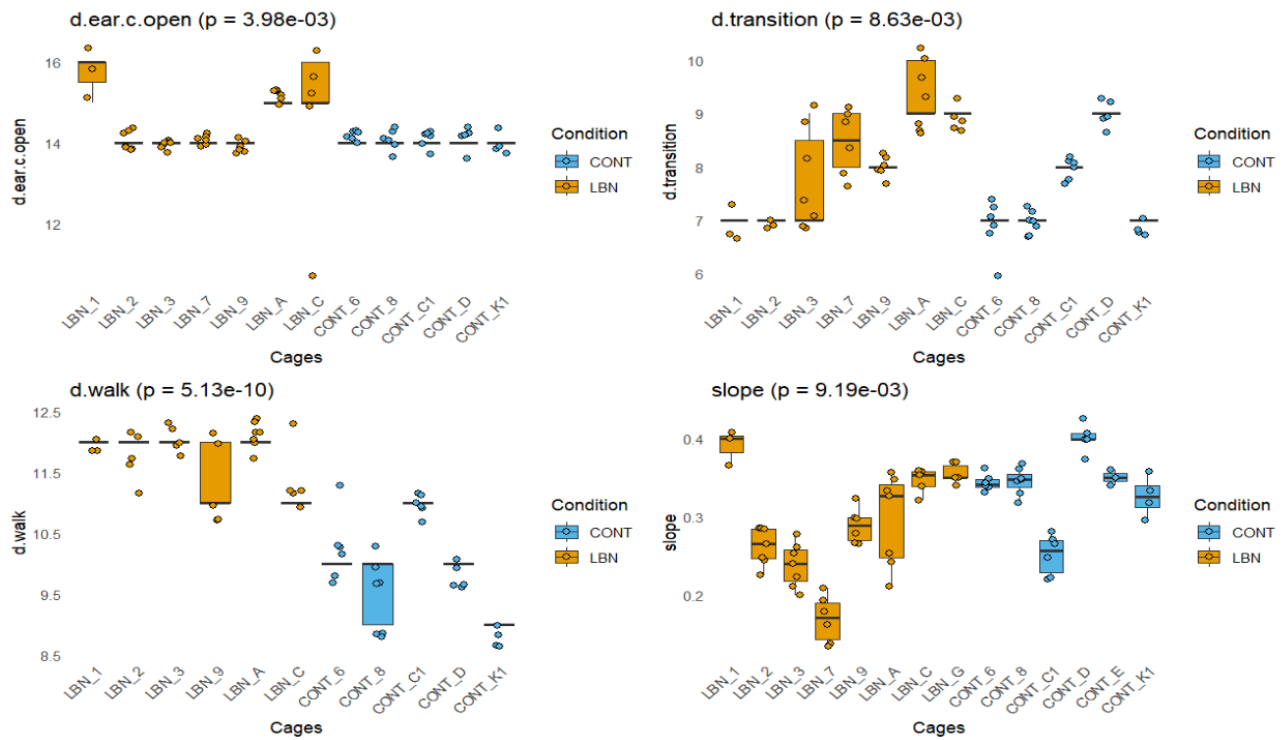 d.ear.c.open (p = 3.98e-03)
d.ear.c.open
16
14
12
LBN_1
LBN_2
LBN_3
LBN_7
LBN_9
LBN_A
LBN_C
CONT_6
CONT_8
CONT_C1
CONT_D
CONT_K1
Cages
Condition
CONT
LBN
d.transition (p = 8.63e-03)
d.transition
10
9
8
7
6
LBN_1
LBN_2
LBN_3
LBN_7
LBN_9
LBN_A
LBN_C
CONT_6
CONT_8
CONT_C1
CONT_D
CONT_K1
Cages
Condition
CONT
LBN
d.walk (p = 5.13e-10)
d.walk
12.5
11.5
10.5
9.5
8.5
LBN_1
LBN_2
LBN_3
LBN_9
LBN_A
LBN_C
CONT_6
CONT_8
CONT_C1
CONT_D
CONT_K1
Cages
Condition
CONT
LBN
slope (p = 9.19e-03)
slope
0.4
0.3
0.2
LBN_1
LBN_2
LBN_3
LBN_7
LBN_9
LBN_A
LBN_C
LBN_G
CONT_6
CONT_8
CONT_C1
CONT_D
CONT_E
CONT_K1
Cages
Condition
CONT
LBN